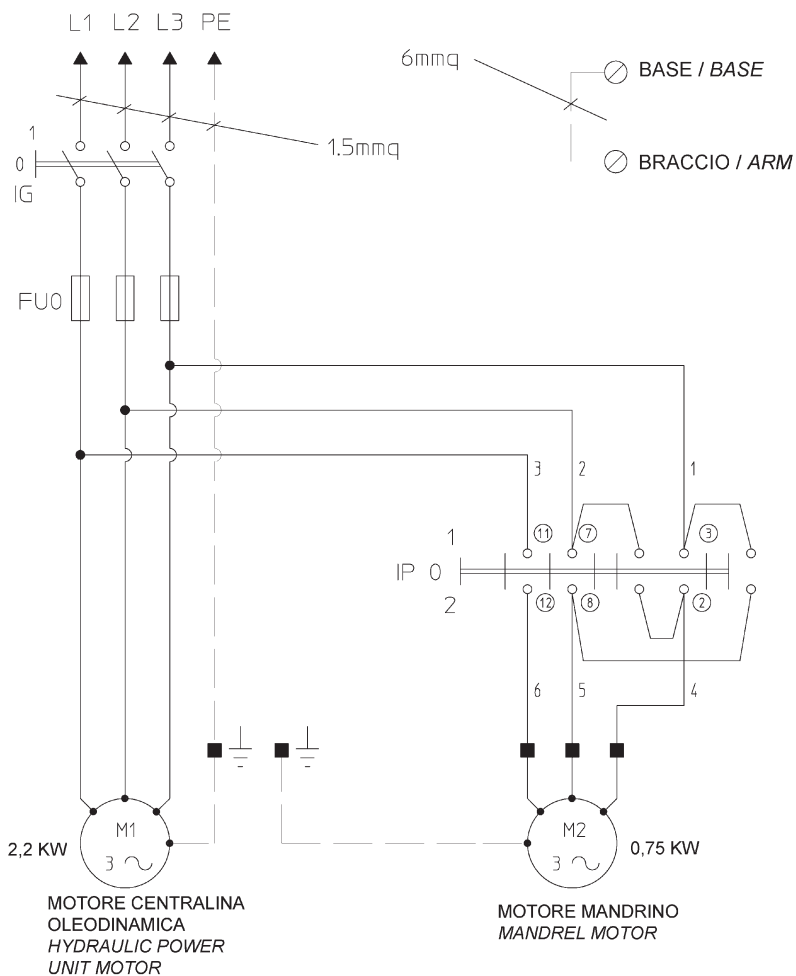 L1 L2 L3 PE
6mmq
BASE / BASE
1.5mmq
BRACCIO / ARM
1
0
IG
FU0
3 2 1
1
11 7 3
IP 0
2
12 8 2
6 5 4
M1
3
2,2 KW
M2
3
0,75 KW
MOTORE CENTRALINA
OLEODINAMICA
HYDRAULIC POWER
UNIT MOTOR
MOTORE MANDRINO
MANDREL MOTOR